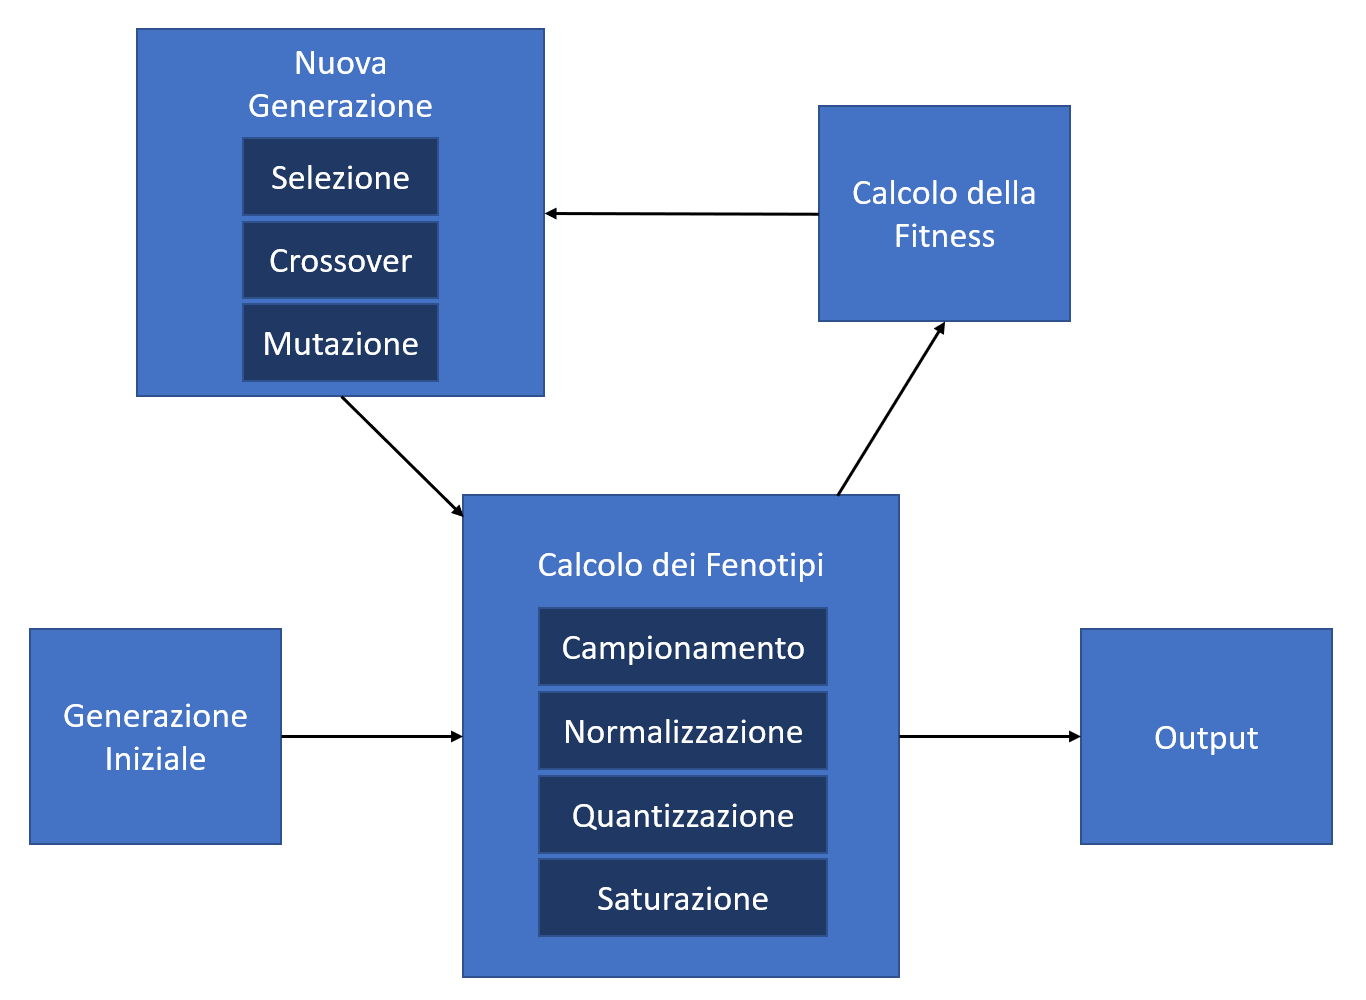 Nuova
Generazione
Selezione
Crossover
Mutazione
Calcolo della
Fitness
Calcolo dei Fenotipi
Campionamento
Normalizzazione
Quantizzazione
Saturazione
Generazione
Iniziale
Output